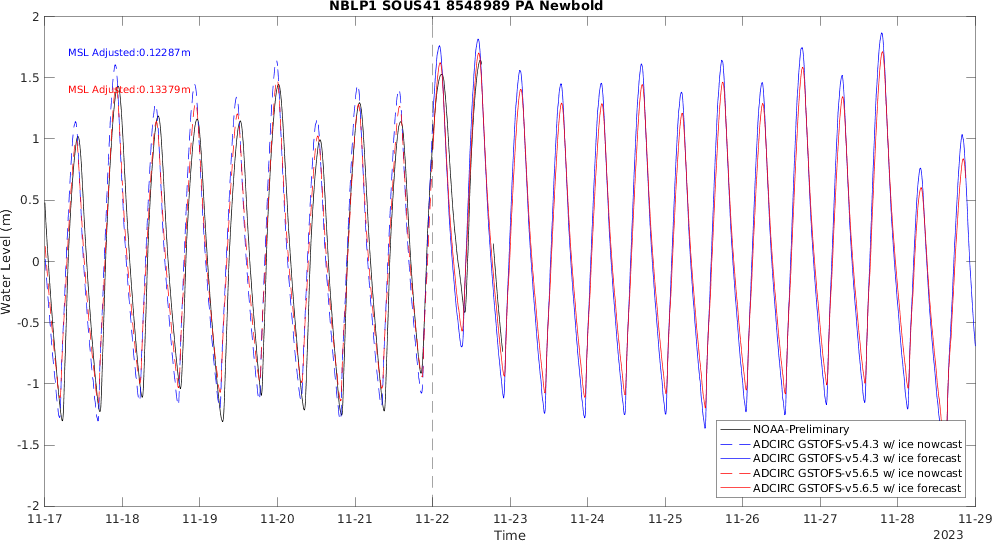 NBLP1 SOUS41 8548989 PA Newbold
MSL Adjusted:0.12287m
MSL Adjusted:0.13379m
Water Level (m)
2
1.5
1
0.5
0
-0.5
-1
-1.5
-2
NOAA-Preliminary
ADCIRC GSTOFS-v5.4.3 w/ ice nowcast
ADCIRC GSTOFS-v5.4.3 w/ ice forecast
ADCIRC GSTOFS-v5.6.5 w/ ice nowcast
ADCIRC GSTOFS-v5.6.5 w/ ice forecast
11-17 11-18 11-19 11-20 11-21 11-22 11-23 11-24 11-25 11-26 11-27 11-28 11-29
Time
2023